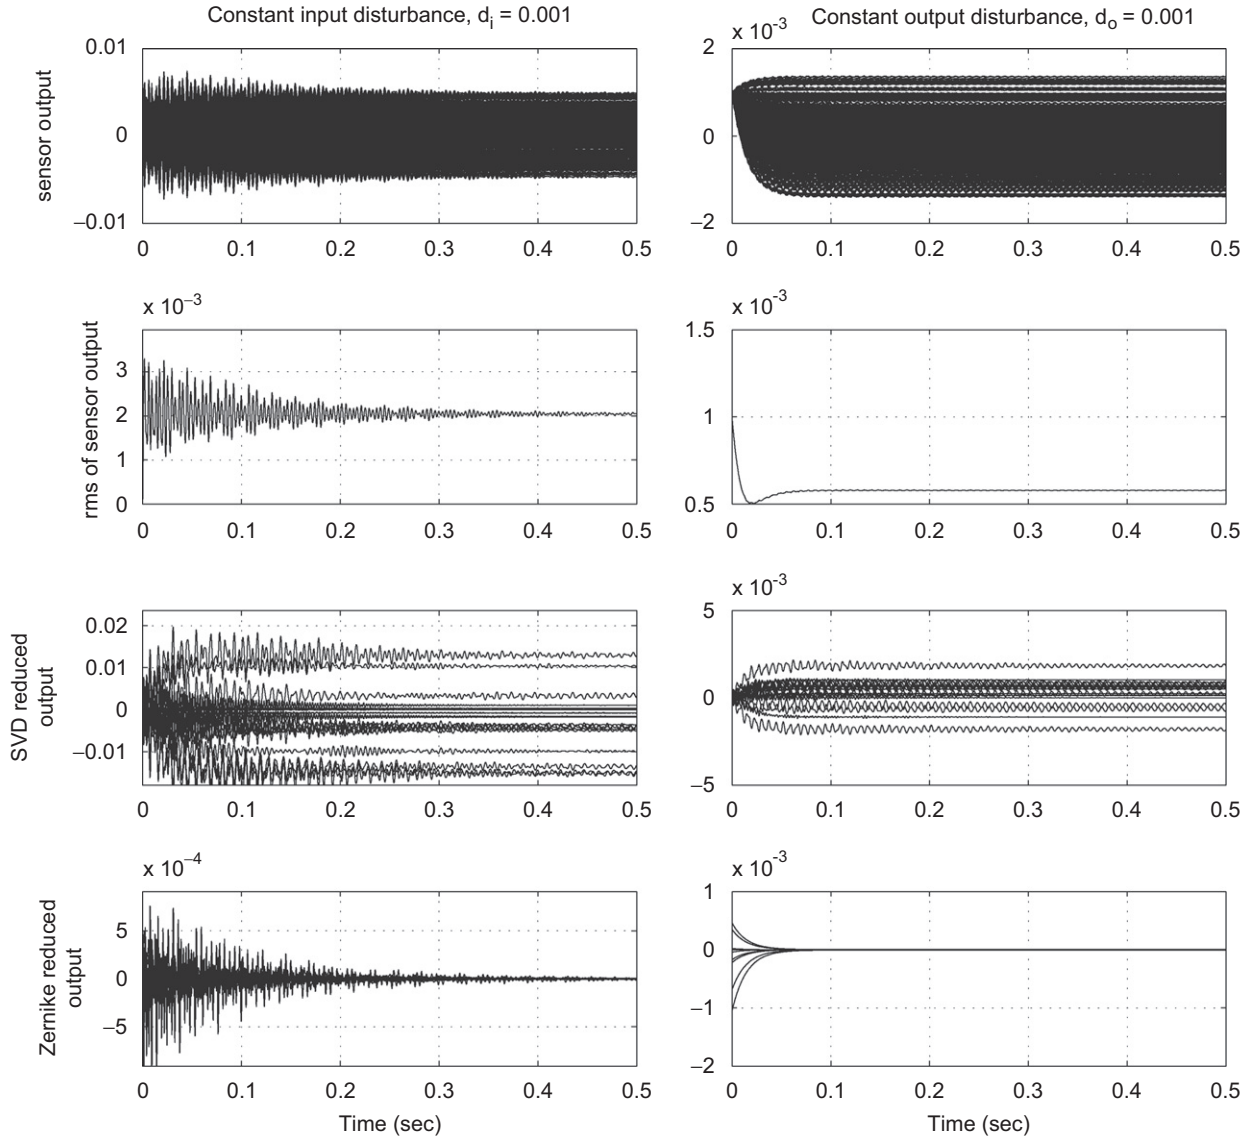 Constant input disturbance, di = 0.001
0.01
0
−0.01
sensor output
0 0.1 0.2 0.3 0.4 0.5
Constant output disturbance, do = 0.001
x 10-3
2
0
−2
0 0.1 0.2 0.3 0.4 0.5
x 10−3
3
2
1
0
rms of sensor output
0 0.1 0.2 0.3 0.4 0.5
x 10-3
1.5
1
0.5
0 0.1 0.2 0.3 0.4 0.5
0.02
0.01
0
−0.01
SVD reduced
output
0 0.1 0.2 0.3 0.4 0.5
x 10-3
5
0
−5
0 0.1 0.2 0.3 0.4 0.5
x 10−4
5
0
−5
Zernike reduced
output
0 0.1 0.2 0.3 0.4 0.5
Time (sec)
x 10-3
1
0
−1
−2
0 0.1 0.2 0.3 0.4 0.5
Time (sec)